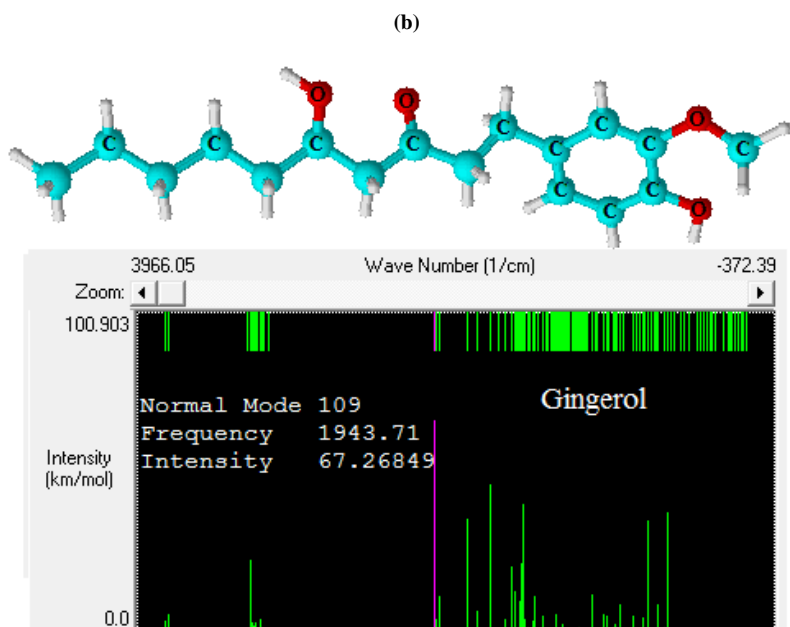 (b)
O O C C O
C C C C C C C
C C O
C
3966.05 Wave Number (1/cm) -372.39
Zoom:
100.903
Normal Mode 109 Gingerol
Frequency 1943.71
Intensity 67.26849
Intensity
(km/mol)
0.0